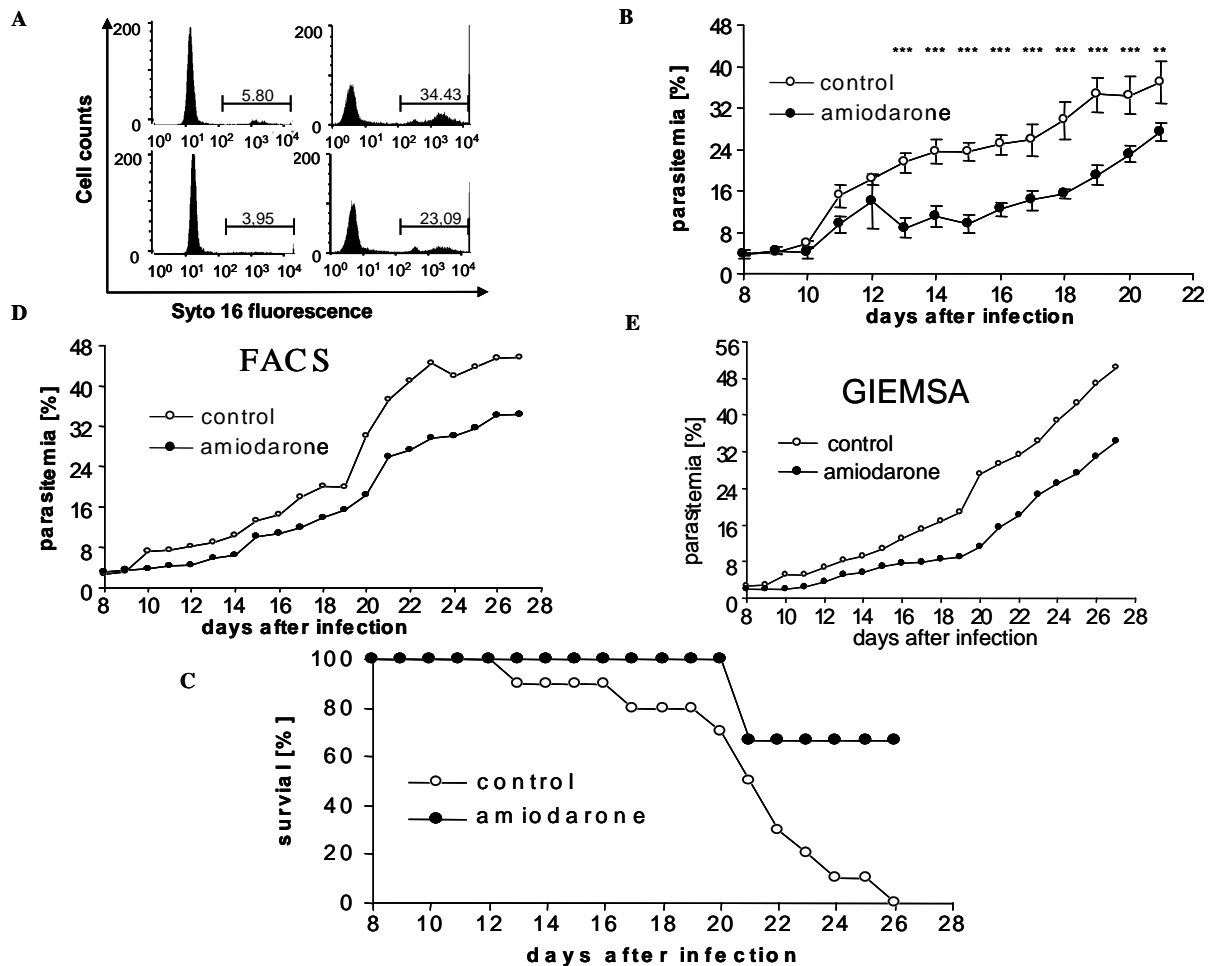 A
Cell counts
200
0
5.80
10⁰ 10¹ 10² 10³ 10⁴
200
0
34.43
10⁰ 10¹ 10² 10³ 10⁴
200
0
3,95
10⁰ 10¹ 10² 10³ 10⁴
200
0
23,09
10⁰ 10¹ 10² 10³ 10⁴
Syto 16 fluorescence
B
parasitemia [%]
48
40
32
24
16
8
0
*** *** *** *** *** *** *** *** **
control
amiodarone
8 10 12 14 16 18 20 22
days after infection
D
FACS
parasitemia [%]
48
40
32
24
16
8
0
control
amiodarone
8 10 12 14 16 18 20 22 24 26 28
days after infection
E
GIEMSA
parasitemia [%]
56
48
40
32
24
16
8
0
control
amiodarone
8 10 12 14 16 18 20 22 24 26 28
days after infection
C
survial [%]
100
80
60
40
20
0
control
amiodarone
8 10 12 14 16 18 20 22 24 26 28
days after infection